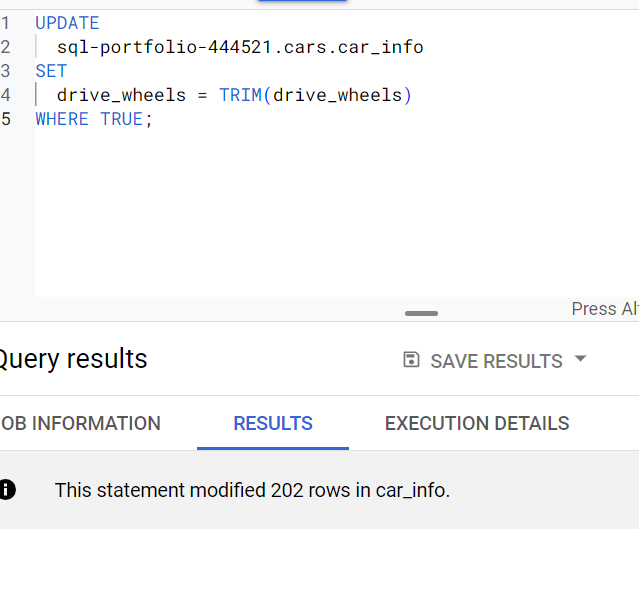 1 UPDATE
2 sql-portfolio-444521.cars.car_info
3 SET
4 drive_wheels = TRIM(drive_wheels)
5 WHERE TRUE;
Press Al
Query results SAVE RESULTS
OB INFORMATION RESULTS EXECUTION DETAILS
This statement modified 202 rows in car_info.